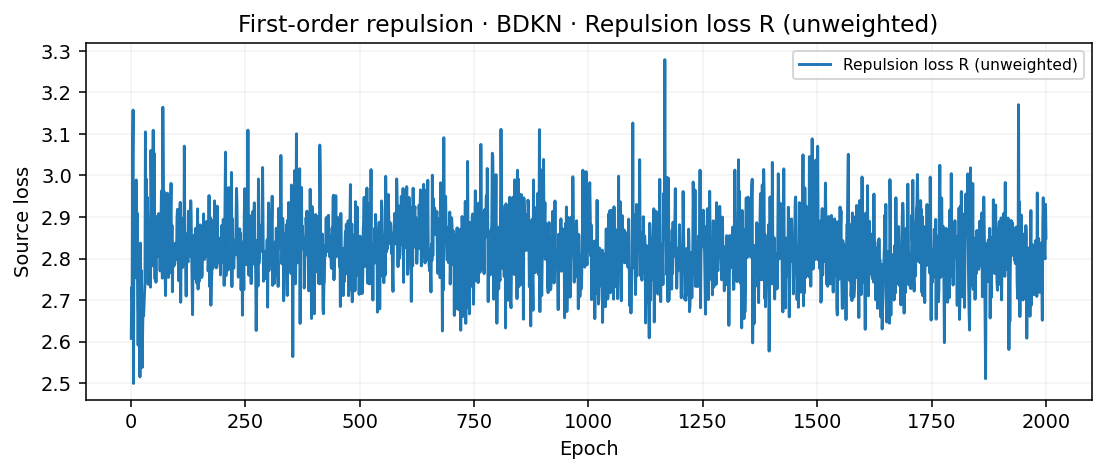 First-order repulsion · BDKN · Repulsion loss R (unweighted)
Repulsion loss R (unweighted)
Source loss
3.3
3.2
3.1
3.0
2.9
2.8
2.7
2.6
2.5
0 250 500 750 1000 1250 1500 1750 2000
Epoch